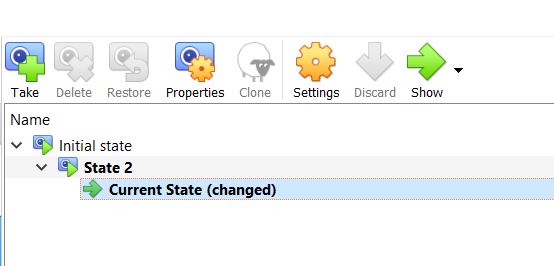 Take Delete Restore Properties Clone Settings Discard Show
Name
Initial state
State 2
Current State (changed)